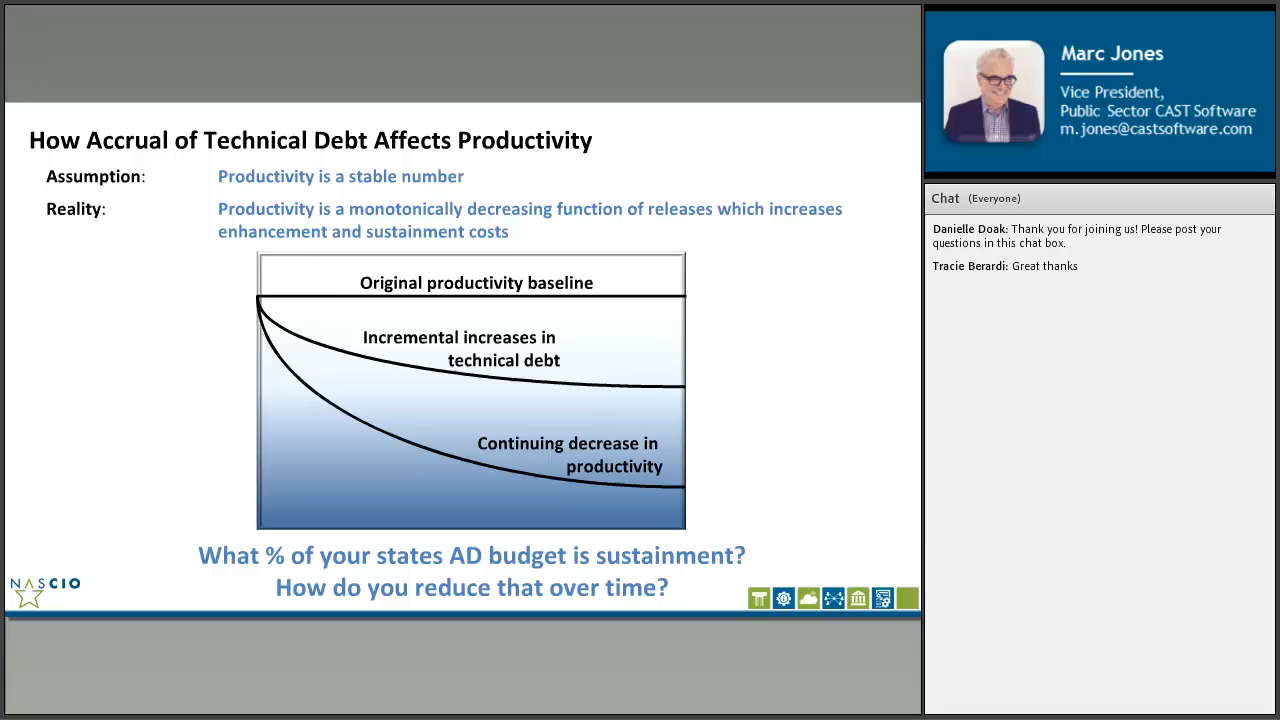 How Accrual of Technical Debt Affects Productivity
Assumption: Productivity is a stable number
Reality: Productivity is a monotonically decreasing function of releases which increases
enhancement and sustainment costs
Original productivity baseline
Incremental increases in
technical debt
Continuing decrease in
productivity
What % of your states AD budget is sustainment?
How do you reduce that over time?
NASCIO
Marc Jones
Vice President,
Public Sector CAST Software
m.jones@castsoftware.com
Chat (Everyone)
Danielle Doak: Thank you for joining us! Please post your
questions in this chat box.
Tracie Berardi: Great thanks